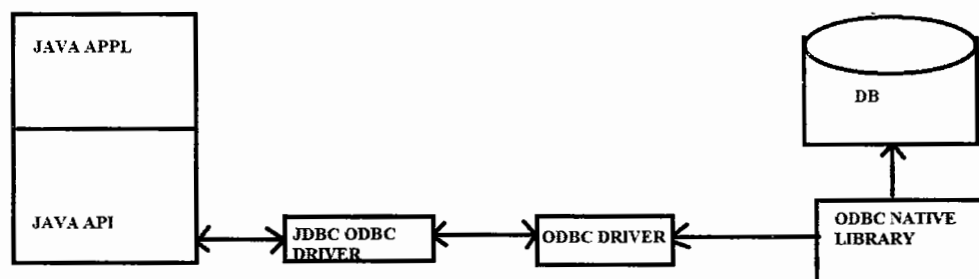 JAVA APPL
DB
JAVA API
JDBC ODBC
DRIVER
ODBC DRIVER
ODBC NATIVE
LIBRARY